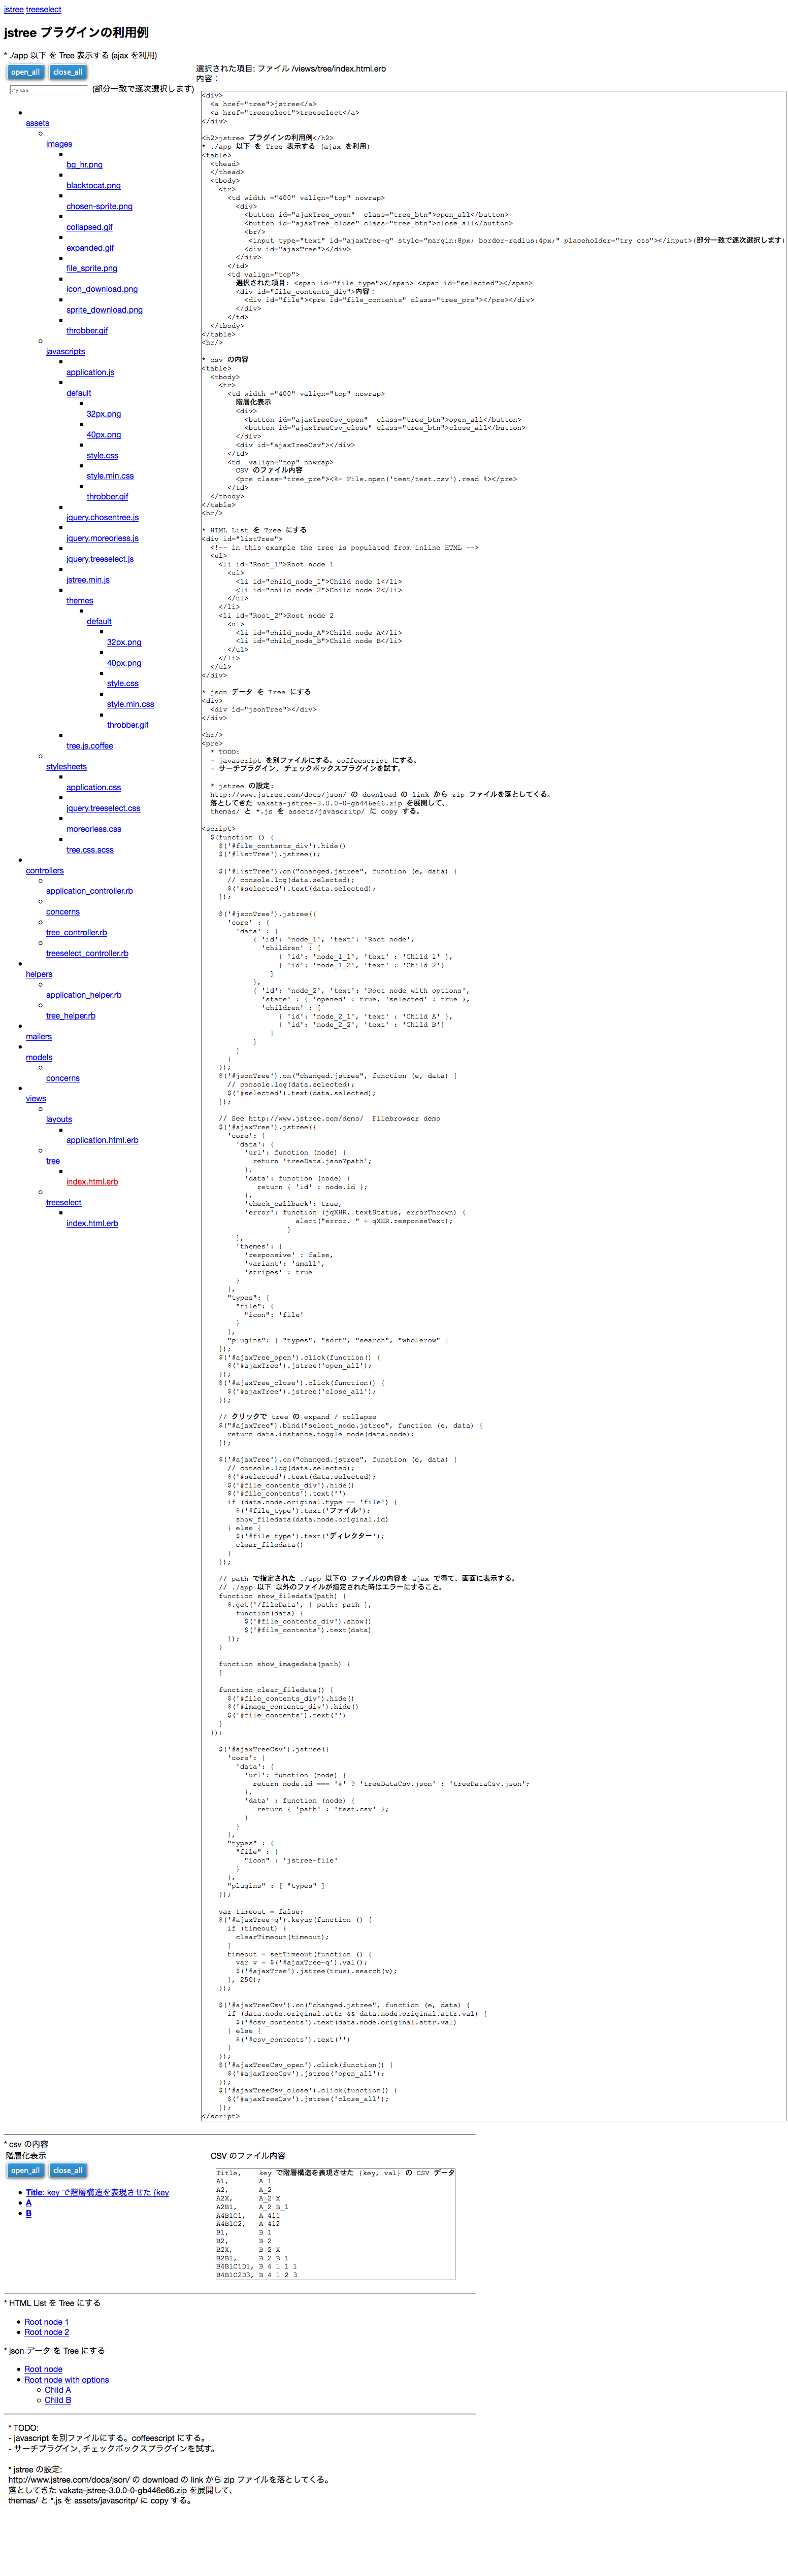 jstree treeselect
jstree プラグインの利用例
* ./app 以下 を Tree 表示する (ajax を利用)
open_all close_all
try css (部分一致で逐次選択します)
assets
images
bg_hr.png
blacktocat.png
chosen-sprite.png
collapsed.gif
expanded.gif
file_sprite.png
icon_download.png
sprite_download.png
throbber.gif
javascripts
application.js
default
32px.png
40px.png
style.css
style.min.css
throbber.gif
jquery.chosentree.js
jquery.moreorless.js
jquery.treeselect.js
jstree.min.js
themes
default
32px.png
40px.png
style.css
style.min.css
throbber.gif
tree.js.coffee
stylesheets
application.css
jquery.treeselect.css
moreorless.css
tree.css.scss
controllers
application_controller.rb
concerns
tree_controller.rb
treeselect_controller.rb
helpers
application_helper.rb
tree_helper.rb
mailers
models
concerns
views
layouts
application.html.erb
tree
index.html.erb
treeselect
index.html.erb
選択された項目: ファイル /views/tree/index.html.erb
内容：
<div>
  <a href="tree">jstree</a>
  <a href="treeselect">treeselect</a>
</div>

<h2>jstree プラグインの利用例</h2>
* ./app 以下 を Tree 表示する (ajax を利用)
<table>
  <thead>
  </thead>
  <tbody>
    <tr>
      <td width ="400" valign="top" nowrap>
        <div>
          <button id="ajaxTree_open"  class="tree_btn">open_all</button>
          <button id="ajaxTree_close" class="tree_btn">close_all</button>
          <br/>
           <input type="text" id="ajaxTree-q" style="margin:8px; border-radius:4px;" placeholder="try css"></input>(部分一致で逐次選択します)
          <div id="ajaxTree"></div>
        </div>
      </td>
      <td valign="top">
        選択された項目: <span id="file_type"></span> <span id="selected"></span>
        <div id="file_contents_div">内容：
          <div id="file"><pre id="file_contents" class="tree_pre"></pre></div>
        </div>
      </td>
  </tbody>
</table>
<hr/>

* csv の内容
<table>
  <tbody>
    <tr>
      <td width ="400" valign="top" nowrap>
        階層化表示
        <div>
          <button id="ajaxTreeCsv_open"  class="tree_btn">open_all</button>
          <button id="ajaxTreeCsv_close" class="tree_btn">close_all</button>
        </div>
        <div id="ajaxTreeCsv"></div>
      </td>
      <td  valign="top" nowrap>
        CSV のファイル内容
        <pre class="tree_pre"><%= File.open('test/test.csv').read %></pre>
      </td>
  </tbody>
</table>
<hr/>

* HTML List を Tree にする
<div id="listTree">
  <!-- in this example the tree is populated from inline HTML -->
  <ul>
    <li id="Root_1">Root node 1
      <ul>
        <li id="child_node_1">Child node 1</li>
        <li id="child_node_2">Child node 2</li>
      </ul>
    </li>
    <li id="Root_2">Root node 2
      <ul>
        <li id="child_node_A">Child node A</li>
        <li id="child_node_B">Child node B</li>
      </ul>
    </li>
  </ul>
</div>

* json データ を Tree にする
<div>
  <div id="jsonTree"></div>
</div>

<hr/>
<pre>
  * TODO:
  - javascript を別ファイルにする。coffeescript にする。
  - サーチプラグイン, チェックボックスプラグインを試す。

  * jstree の設定:
  http://www.jstree.com/docs/json/ の download の link から zip ファイルを落としてくる。
  落としてきた vakata-jstree-3.0.0-0-gb446e66.zip を展開して、
  themas/ と *.js を assets/javascritp/ に copy する。

<script>
  $(function () {
    $('#file_contents_div').hide()
    $('#listTree').jstree();

    $('#listTree').on("changed.jstree", function (e, data) {
      // console.log(data.selected);
      $('#selected').text(data.selected);
    });

    $('#jsonTree').jstree({
      'core' : {
        'data' : [
            { 'id': 'node_1', 'text': 'Root node',
              'children' : [
                  { 'id': 'node_1_1', 'text' : 'Child 1' },
                  { 'id': 'node_1_2', 'text' : 'Child 2'}
                ]
            },
            { 'id': 'node_2', 'text': 'Root node with options',
              'state' : { 'opened' : true, 'selected' : true },
              'children' : [
                  { 'id': 'node_2_1', 'text' : 'Child A' },
                  { 'id': 'node_2_2', 'text' : 'Child B'}
                ]
            }
        ]
      }
    });
    $('#jsonTree').on("changed.jstree", function (e, data) {
      // console.log(data.selected);
      $('#selected').text(data.selected);
    });

    // See http://www.jstree.com/demo/  Filebrowser demo
    $('#ajaxTree').jstree({
      'core': {
        'data': {
          'url': function (node) {
            return 'treeData.json?path';
          },
          'data': function (node) {
             return { 'id' : node.id };
          },
          'check_callback': true,
          'error': function (jqXHR, textStatus, errorThrown) {
                      alert("error. " + qXHR.responseText);
                    }
        },
        'themes': {
          'responsive' : false,
          'variant': 'small',
          'stripes' : true
        }
      },
      "types": {
        "file": {
          "icon": 'file'
        }
      },
      "plugins": [ "types", "sort", "search", "wholerow" ]
    });
    $('#ajaxTree_open').click(function() {
      $('#ajaxTree').jstree('open_all');
    });
    $('#ajaxTree_close').click(function() {
      $('#ajaxTree').jstree('close_all');
    });

    // クリックで tree の expand / collapse
    $("#ajaxTree").bind("select_node.jstree", function (e, data) {
      return data.instance.toggle_node(data.node);
    });

    $('#ajaxTree').on("changed.jstree", function (e, data) {
      // console.log(data.selected);
      $('#selected').text(data.selected);
      $('#file_contents_div').hide()
      $('#file_contents').text('')
      if (data.node.original.type == 'file') {
        $('#file_type').text('ファイル');
        show_filedata(data.node.original.id)
      } else {
        $('#file_type').text('ディレクター');
        clear_filedata()
      }
    });

    // path で指定された ./app 以下の ファイルの内容を ajax で得て、画面に表示する。
    // ./app 以下 以外のファイルが指定された時はエラーにすること。
    function show_filedata(path) {
      $.get('/fileData', { path: path },
        function(data) {
          $('#file_contents_div').show()
          $('#file_contents').text(data)
      });
    }

    function show_imagedata(path) {
    }

    function clear_filedata() {
      $('#file_contents_div').hide()
      $('#image_contents_div').hide()
      $('#file_contents').text('')
    }
  });

    $('#ajaxTreeCsv').jstree({
      'core': {
        'data': {
          'url': function (node) {
            return node.id === '#' ? 'treeDataCsv.json' : 'treeDataCsv.json';
          },
          'data' : function (node) {
             return { 'path' : 'test.csv' };
          }
        }
      },
      "types" : {
        "file" : {
          "icon" : 'jstree-file'
        }
      },
      "plugins" : [ "types" ]
    });

    var timeout = false;
    $('#ajaxTree-q').keyup(function () {
      if (timeout) {
        clearTimeout(timeout);
      }
      timeout = setTimeout(function () {
        var v = $('#ajaxTree-q').val();
        $('#ajaxTree').jstree(true).search(v);
      }, 250);
    });

    $('#ajaxTreeCsv').on("changed.jstree", function (e, data) {
      if (data.node.original.attr && data.node.original.attr.val) {
        $('#csv_contents').text(data.node.original.attr.val)
      } else {
        $('#csv_contents').text('')
      }
    });
    $('#ajaxTreeCsv_open').click(function() {
      $('#ajaxTreeCsv').jstree('open_all');
    });
    $('#ajaxTreeCsv_close').click(function() {
      $('#ajaxTreeCsv').jstree('close_all');
    });
</script>
* csv の内容
階層化表示
open_all close_all
Title: key で階層構造を表現させた {key
A
B
CSV のファイル内容
Title,    key で階層構造を表現させた {key, val} の CSV データ
A1,       A_1
A2,       A_2
A2X,      A_2 X
A2B1,     A_2 B_1
A4B1C1,   A 411
A4B1C2,   A 412
B1,       B 1
B2,       B 2
B2X,      B 2 X
B2B1,     B 2 B 1
B4B1C1D1, B 4 1 1 1
B4B1C2D3, B 4 1 2 3
* HTML List を Tree にする
Root node 1
Root node 2
* json データ を Tree にする
Root node
Root node with options
Child A
Child B
* TODO:
- javascript を別ファイルにする。coffeescript にする。
- サーチプラグイン, チェックボックスプラグインを試す。

* jstree の設定:
http://www.jstree.com/docs/json/ の download の link から zip ファイルを落としてくる。
落としてきた vakata-jstree-3.0.0-0-gb446e66.zip を展開して、
themas/ と *.js を assets/javascritp/ に copy する。